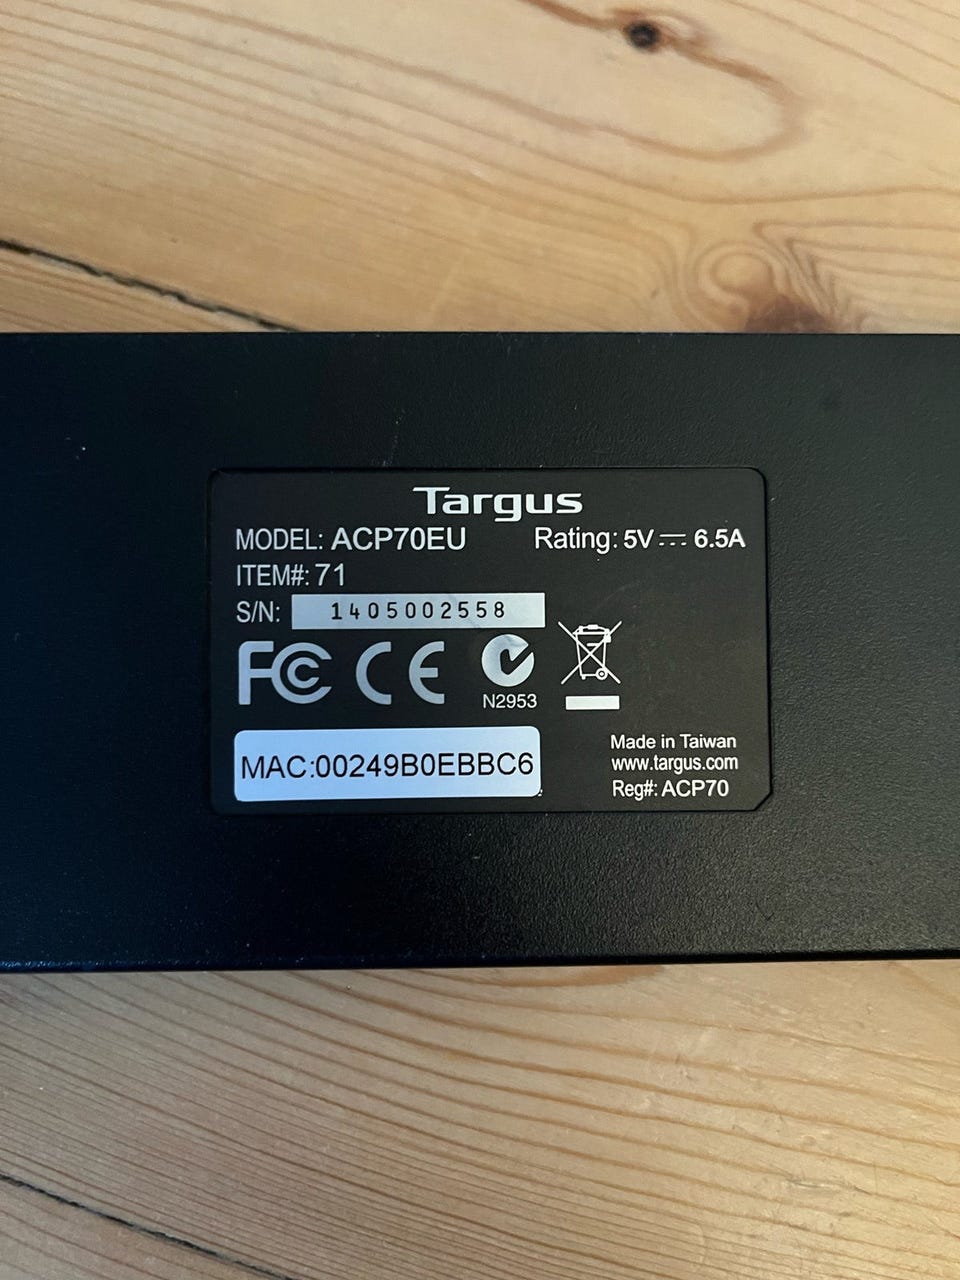 Targus
MODEL: ACP70EU Rating: 5V 6.5A
ITEM#: 71
S/N: 1405002558
FC CE
N2953
MAC:00249B0EBBC6
Made in Taiwan
www.targus.com
Reg#: ACP70